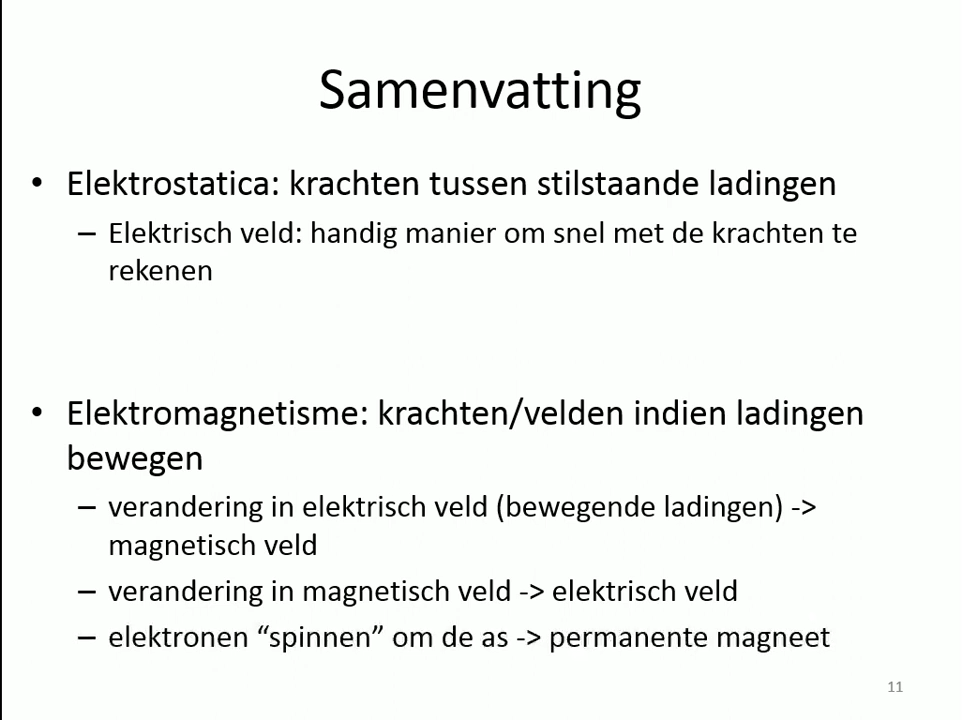 Samenvatting
• Elektrostatica: krachten tussen stilstaande ladingen
– Elektrisch veld: handig manier om snel met de krachten te
rekenen
• Elektromagnetisme: krachten/velden indien ladingen
bewegen
– verandering in elektrisch veld (bewegende ladingen) ->
magnetisch veld
– verandering in magnetisch veld -> elektrisch veld
– elektronen “spinnen” om de as -> permanente magneet
11